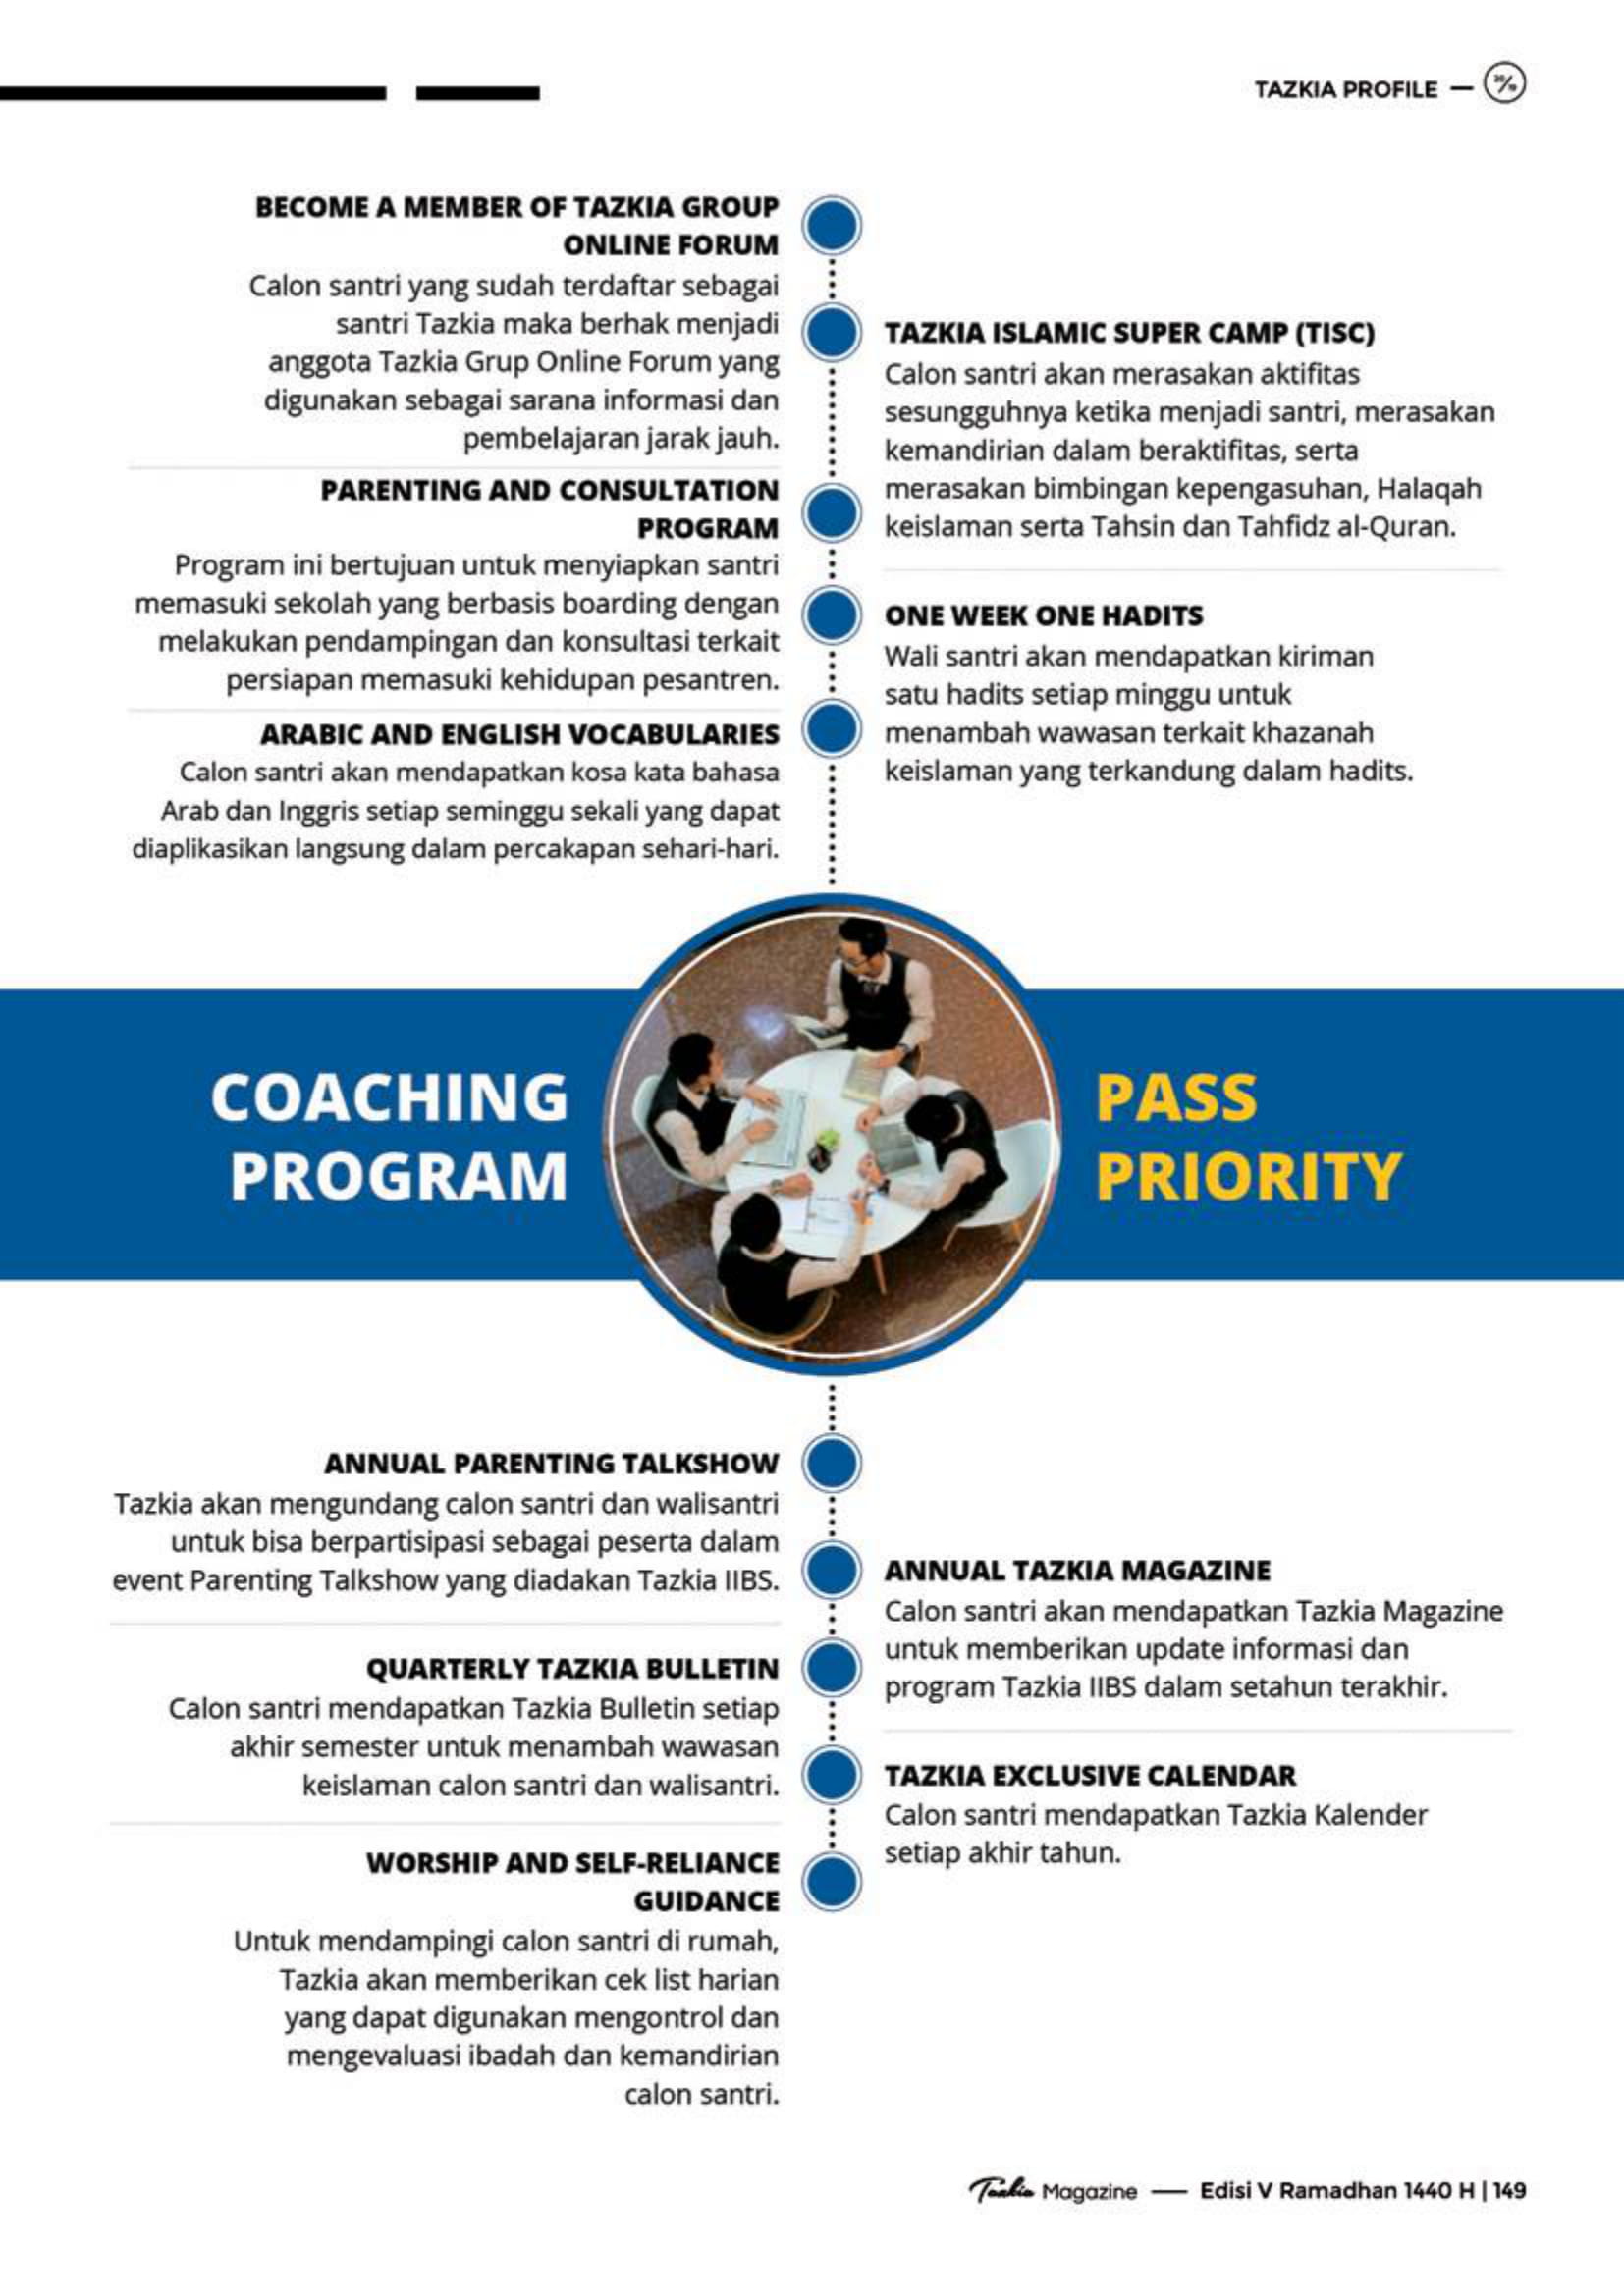 TAZKIA PROFILE
BECOME A MEMBER OF TAZKIA GROUP
ONLINE FORUM
Calon santri yang sudah terdaftar sebagai
santri Tazkia maka berhak menjadi
anggota Tazkia Grup Online Forum yang
digunakan sebagai sarana informasi dan
pembelajaran jarak jauh.
TAZKIA ISLAMIC SUPER CAMP (TISC)
Calon santri akan merasakan aktifitas
sesungguhnya ketika menjadi santri, merasakan
kemandirian dalam beraktifitas, serta
merasakan bimbingan kepengasuhan, Halaqah
keislaman serta Tahsin dan Tahfidz al-Quran.
PARENTING AND CONSULTATION
PROGRAM
Program ini bertujuan untuk menyiapkan santri
memasuki sekolah yang berbasis boarding dengan
melakukan pendampingan dan konsultasi terkait
persiapan memasuki kehidupan pesantren.
ONE WEEK ONE HADITS
Wali santri akan mendapatkan kiriman
satu hadits setiap minggu untuk
menambah wawasan terkait khazanah
keislaman yang terkandung dalam hadits.
ARABIC AND ENGLISH VOCABULARIES
Calon santri akan mendapatkan kosa kata bahasa
Arab dan Inggris setiap seminggu sekali yang dapat
diaplikasikan langsung dalam percakapan sehari-hari.
COACHING
PROGRAM
PASS
PRIORITY
ANNUAL PARENTING TALKSHOW
Tazkia akan mengundang calon santri dan walisantri
untuk bisa berpartisipasi sebagai peserta dalam
event Parenting Talkshow yang diadakan Tazkia IIBS.
ANNUAL TAZKIA MAGAZINE
Calon santri akan mendapatkan Tazkia Magazine
untuk memberikan update informasi dan
program Tazkia IIBS dalam setahun terakhir.
QUARTERLY TAZKIA BULLETIN
Calon santri mendapatkan Tazkia Bulletin setiap
akhir semester untuk menambah wawasan
keislaman calon santri dan walisantri.
TAZKIA EXCLUSIVE CALENDAR
Calon santri mendapatkan Tazkia Kalender
setiap akhir tahun.
WORSHIP AND SELF-RELIANCE
GUIDANCE
Untuk mendampingi calon santri di rumah,
Tazkia akan memberikan cek list harian
yang dapat digunakan mengontrol dan
mengevaluasi ibadah dan kemandirian
calon santri.
Tazkia Magazine — Edisi V Ramadhan 1440 H | 149